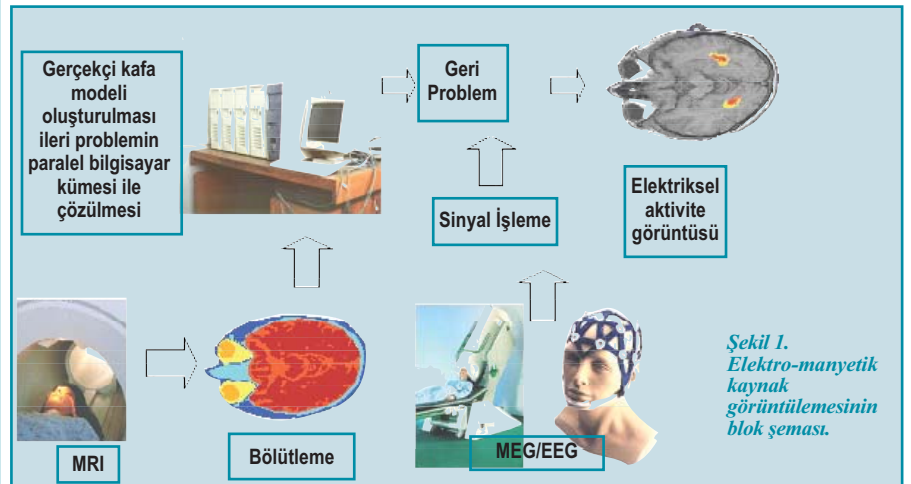 Gerçekçi kafa
modeli
oluşturulması
ileri problemin
paralel bilgisayar
kümesi ile
çözülmesi
Geri
Problem
Elektriksel
aktivite
görüntüsü
Sinyal İşleme
MRI
Bölütleme
MEG/EEG
Şekil 1.
Elektro-manyetik
kaynak
görüntülemesinin
blok şeması.